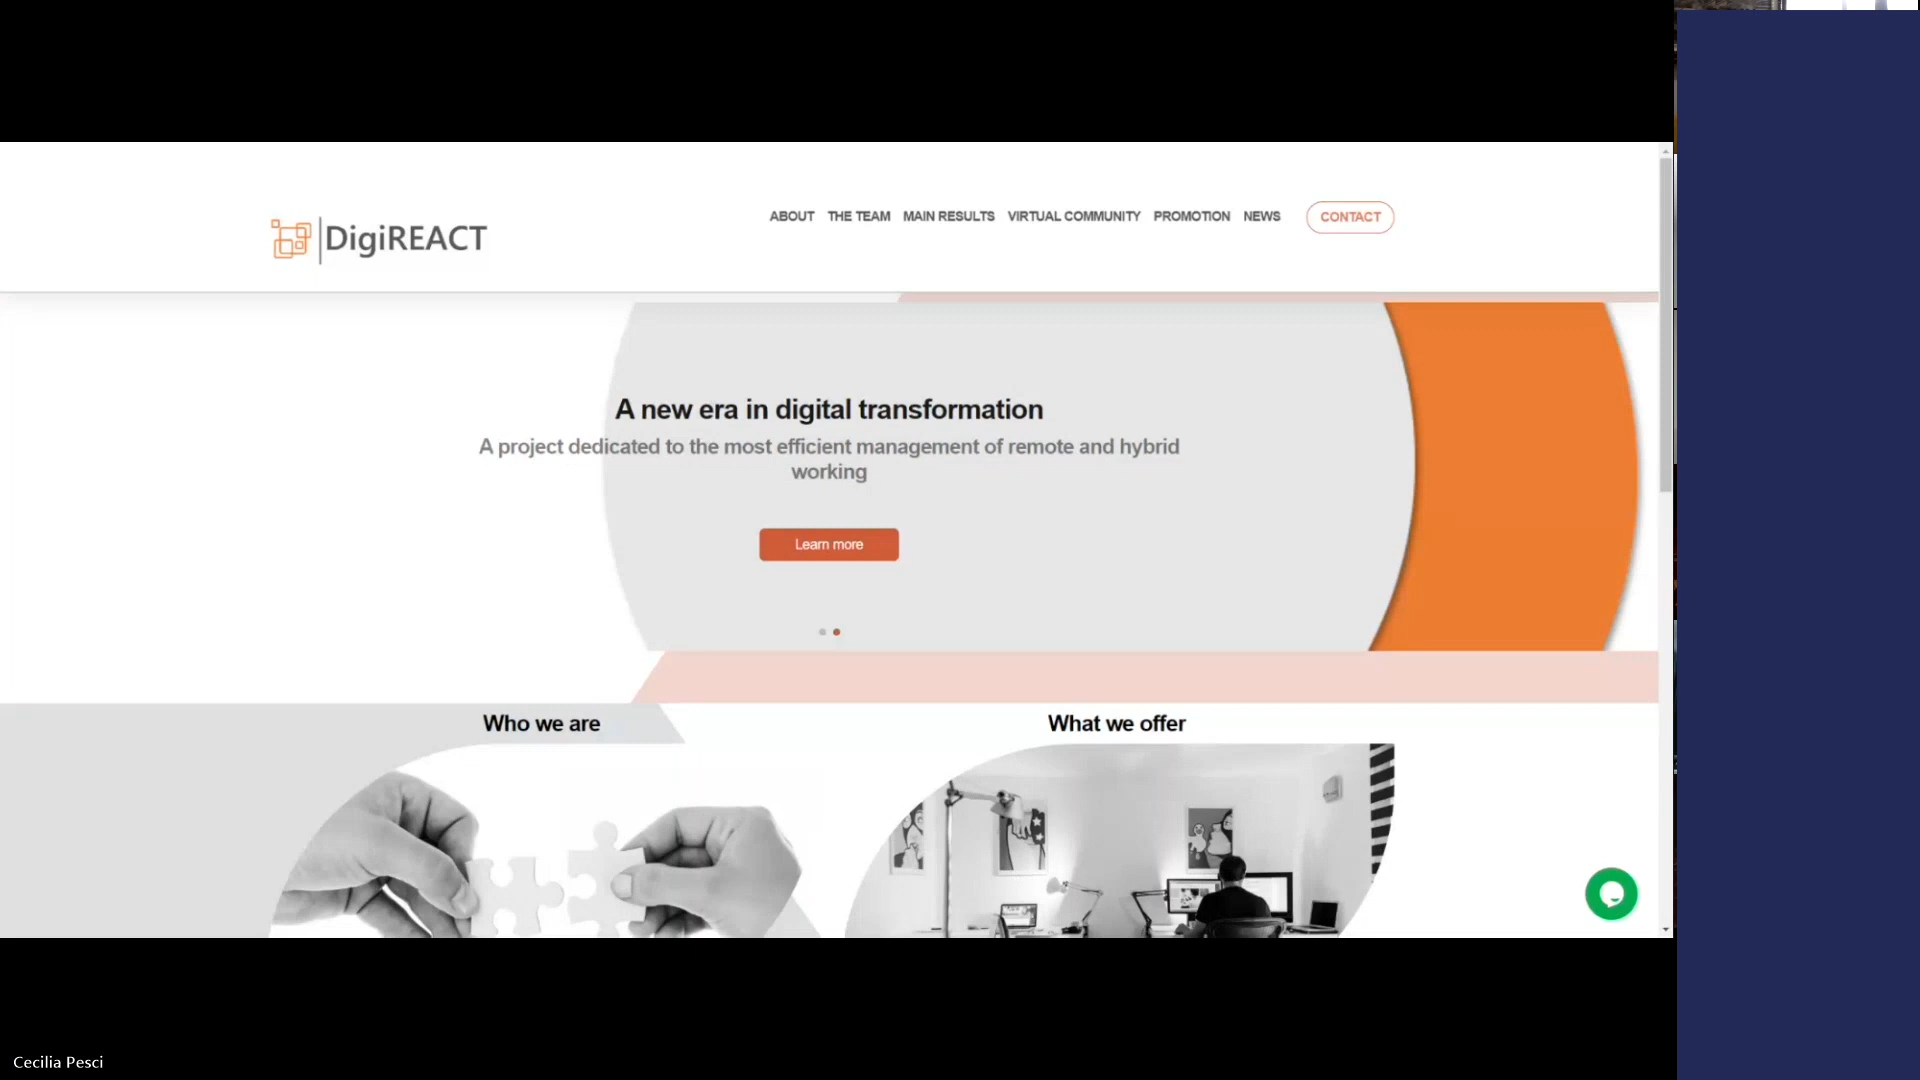 DigiREACT
ABOUT THE TEAM MAIN RESULTS VIRTUAL COMMUNITY PROMOTION NEWS CONTACT
A new era in digital transformation
A project dedicated to the most efficient management of remote and hybrid
working
Learn more
Who we are
What we offer
Cecilia Pesci